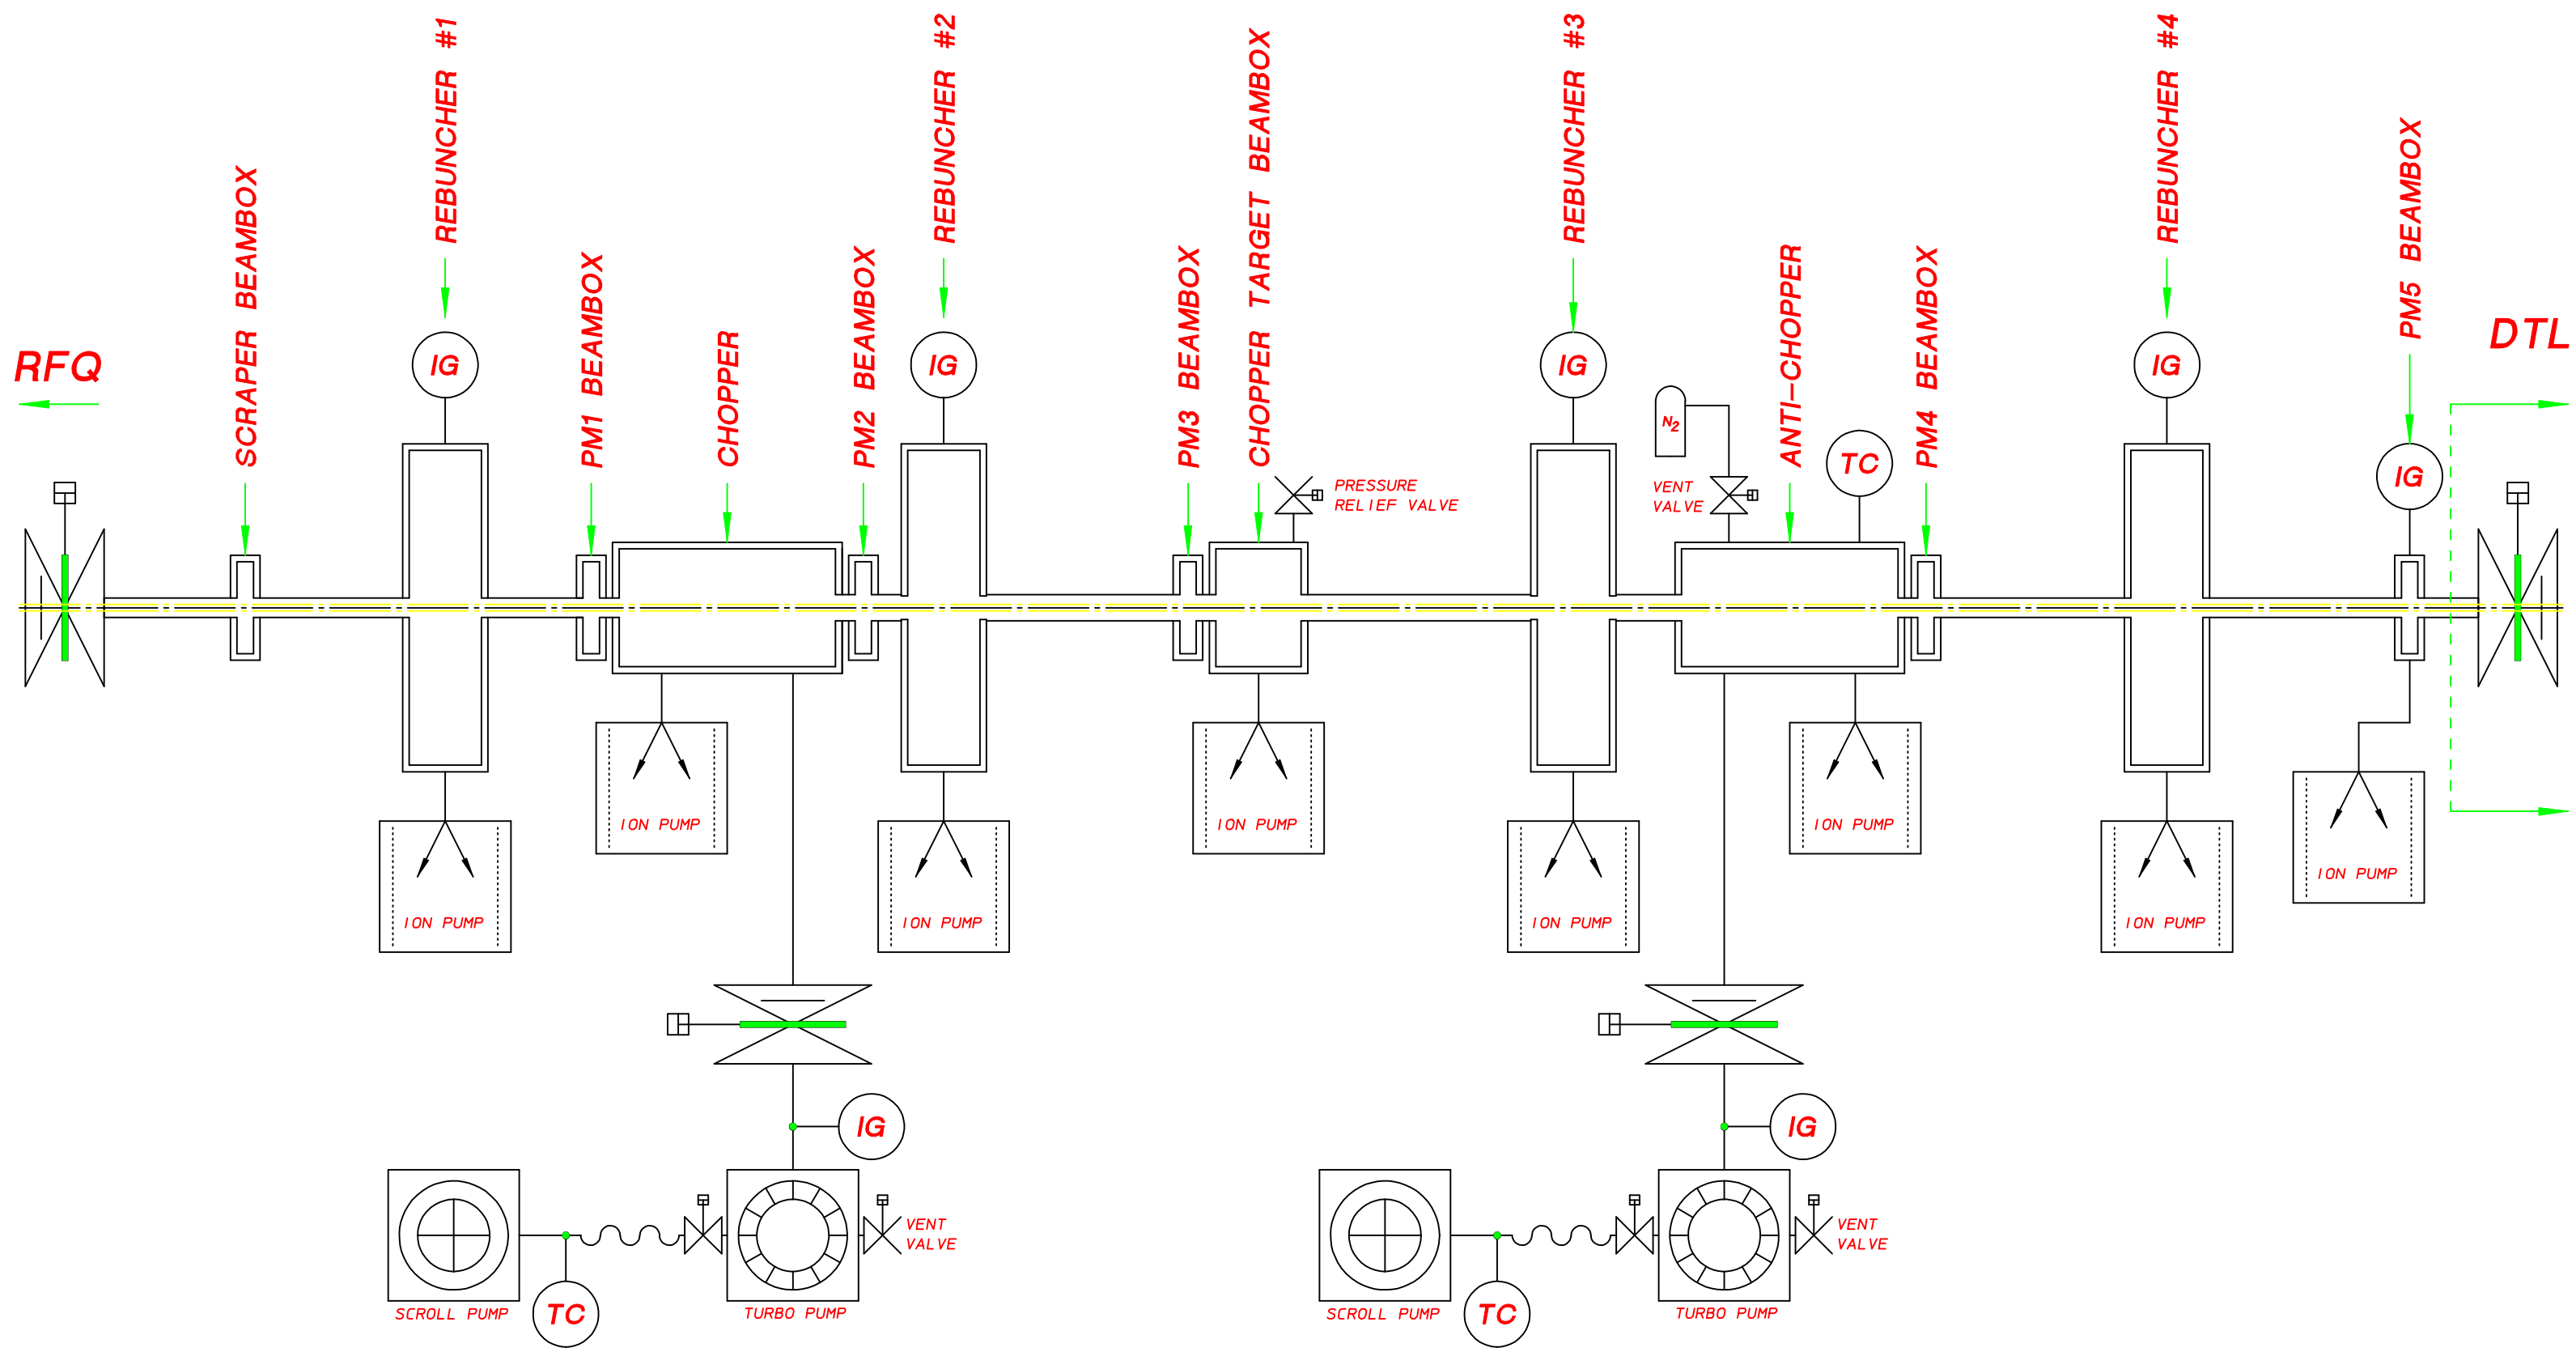 RFQ
SCRAPER BEAMBOX
REBUNCHER #1
PM1 BEAMBOX
CHOPPER
PM2 BEAMBOX
REBUNCHER #2
PM3 BEAMBOX
CHOPPER TARGET BEAMBOX
REBUNCHER #3
ANTI-CHOPPER
PM4 BEAMBOX
REBUNCHER #4
PM5 BEAMBOX
DTL
IG
IG
IG
IG
IG
N2
TC
PRESSURE
RELIEF VALVE
VENT
VALVE
ION PUMP
ION PUMP
ION PUMP
ION PUMP
ION PUMP
ION PUMP
ION PUMP
ION PUMP
IG
IG
VENT
VALVE
VENT
VALVE
SCROLL PUMP
TC
TURBO PUMP
SCROLL PUMP
TC
TURBO PUMP